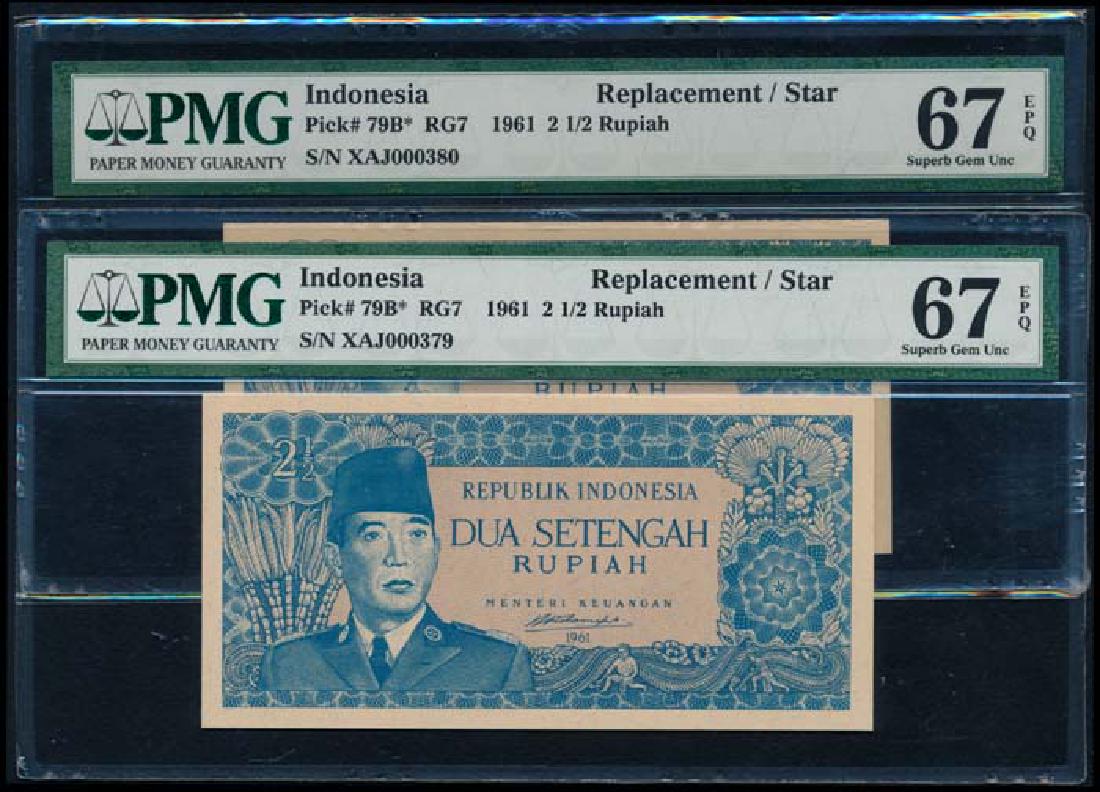 PMG
PAPER MONEY GUARANTY
Indonesia Replacement / Star
Pick# 79B* RG7 1961 2 1/2 Rupiah
S/N XAJ000380
67 EPQ
Superb Gem Unc
PMG
PAPER MONEY GUARANTY
Indonesia Replacement / Star
Pick# 79B* RG7 1961 2 1/2 Rupiah
S/N XAJ000379
67 EPQ
Superb Gem Unc
RUPIAH
2 1/2
REPUBLIK INDONESIA
DUA SETENGAH
RUPIAH
MENTERI KEUANGAN
1961